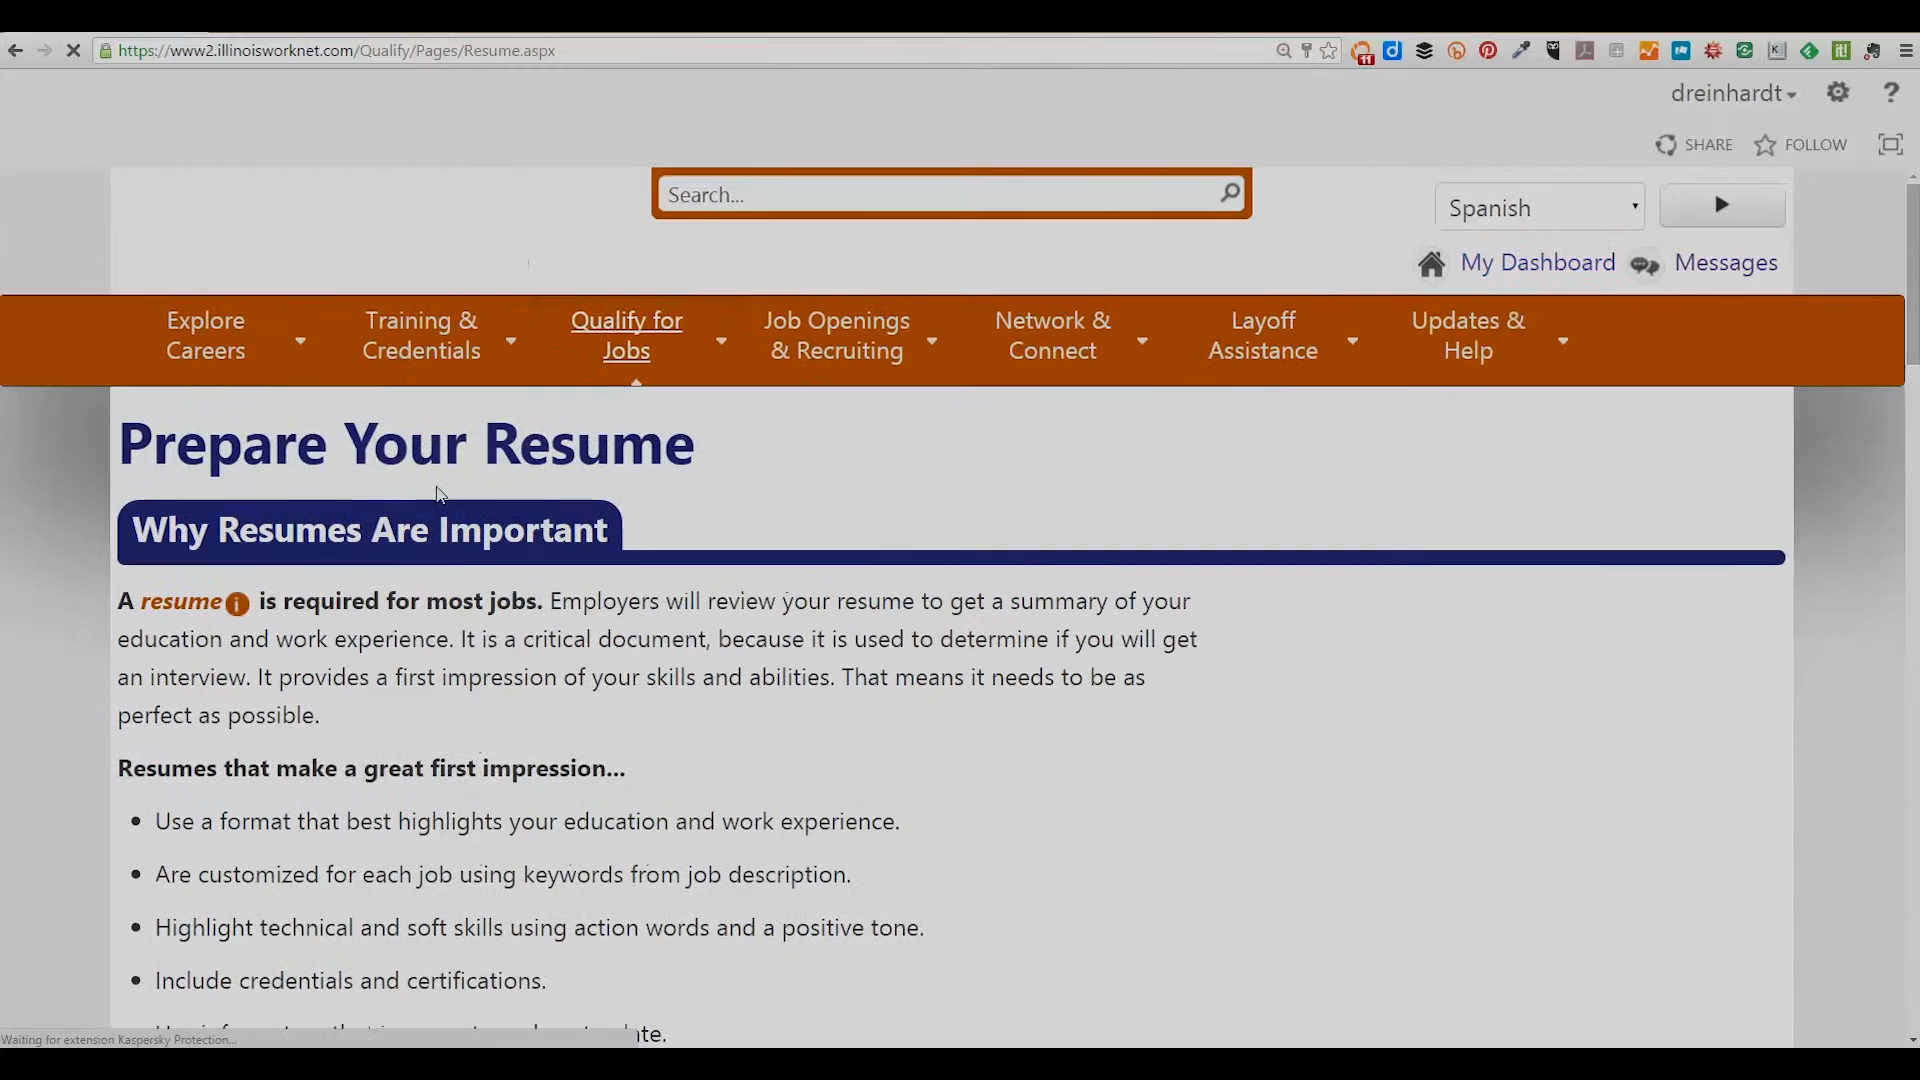 https://www2.illinoisworknet.com/Qualify/Pages/Resume.aspx
11
dreinhardt
SHARE FOLLOW
Search...
Spanish
My Dashboard Messages
Explore Careers
Training & Credentials
Qualify for Jobs
Job Openings & Recruiting
Network & Connect
Layoff Assistance
Updates & Help
Prepare Your Resume
Why Resumes Are Important
A resume i is required for most jobs. Employers will review your resume to get a summary of your
education and work experience. It is a critical document, because it is used to determine if you will get
an interview. It provides a first impression of your skills and abilities. That means it needs to be as
perfect as possible.
Resumes that make a great first impression...
• Use a format that best highlights your education and work experience.
• Are customized for each job using keywords from job description.
• Highlight technical and soft skills using action words and a positive tone.
• Include credentials and certifications.
Waiting for extension Kaspersky Protection...